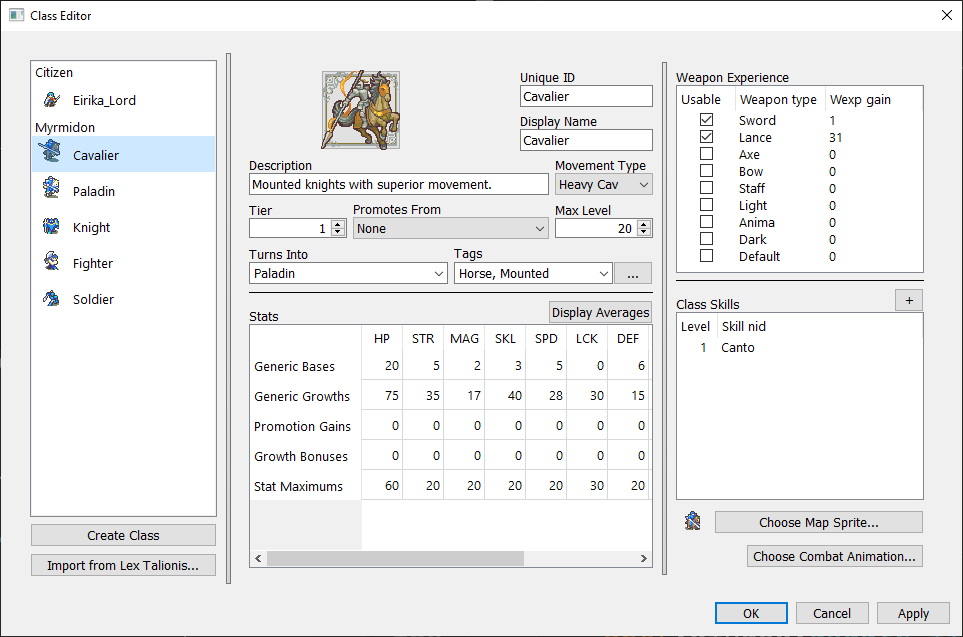 Class Editor
Citizen
Eirika_Lord
Myrmidon
Cavalier
Paladin
Knight
Fighter
Soldier
Create Class
Import from Lex Talionis...
Unique ID
Cavalier
Display Name
Cavalier
Description
Movement Type
Mounted knights with superior movement.
Heavy Cav
Tier
Promotes From
Max Level
1
None
20
Turns Into
Tags
Paladin
Horse, Mounted
...
Stats
Display Averages
HP STR MAG SKL SPD LCK DEF
Generic Bases 20 5 2 3 5 0 6
Generic Growths 75 35 17 40 28 30 15
Promotion Gains 0 0 0 0 0 0 0
Growth Bonuses 0 0 0 0 0 0 0
Stat Maximums 60 20 20 20 20 30 20
Weapon Experience
Usable Weapon type Wexp gain
Sword 1
Lance 31
Axe 0
Bow 0
Staff 0
Light 0
Anima 0
Dark 0
Default 0
Class Skills
+
Level Skill nid
1 Canto
Choose Map Sprite...
Choose Combat Animation...
OK
Cancel
Apply